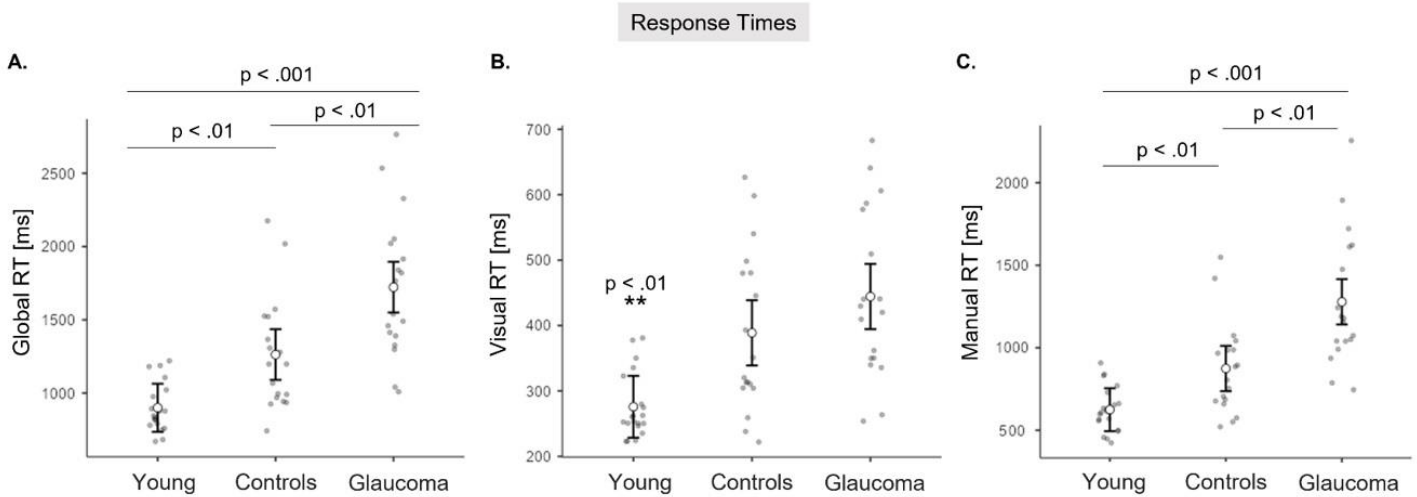 Response Times
A.
p < .001
p < .01
p < .01
Global RT [ms]
2500
2000
1500
1000
Young Controls Glaucoma
B.
Visual RT [ms]
700
600
500
400
300
200
p < .01
**
Young Controls Glaucoma
C.
p < .001
p < .01
p < .01
Manual RT [ms]
2000
1500
1000
500
Young Controls Glaucoma